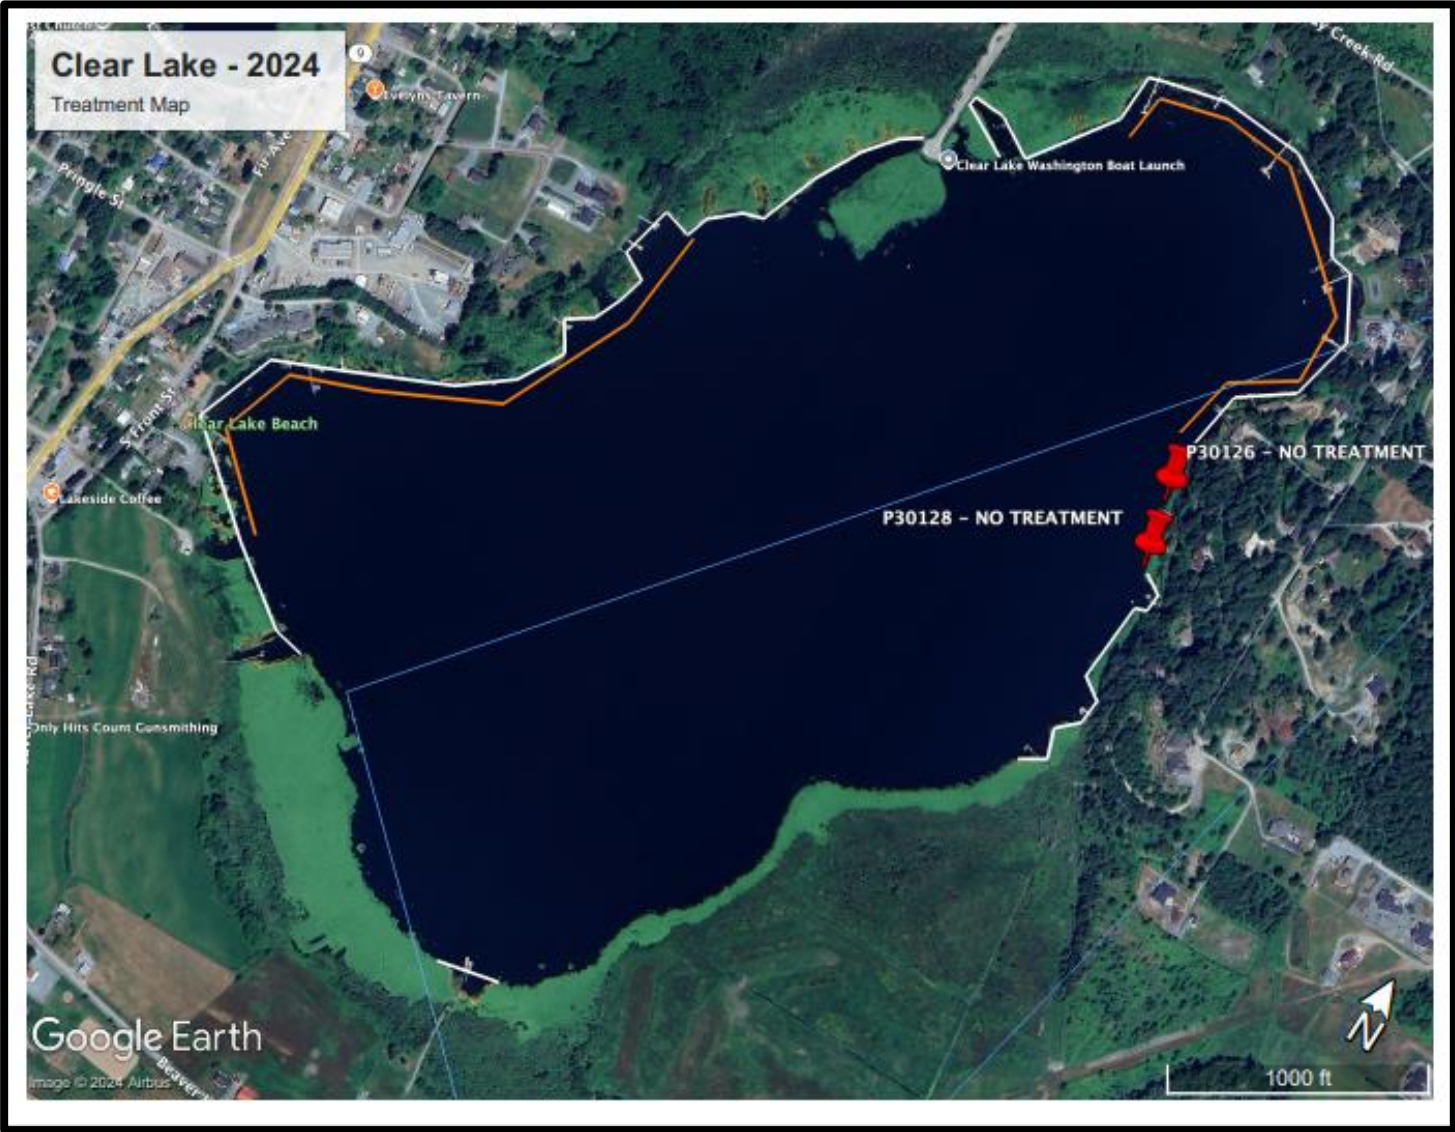 Clear Lake - 2024
Treatment Map
9
Evelyns Tavern
Fir Ave
Pringle St
Clear Lake Washington Boat Launch
S Front St
Clear Lake Beach
Lakeside Coffee
P30126 – NO TREATMENT
P30128 – NO TREATMENT
Only Hits Count Gunsmithing
Google Earth
Image © 2024 Airbus
N
1000 ft